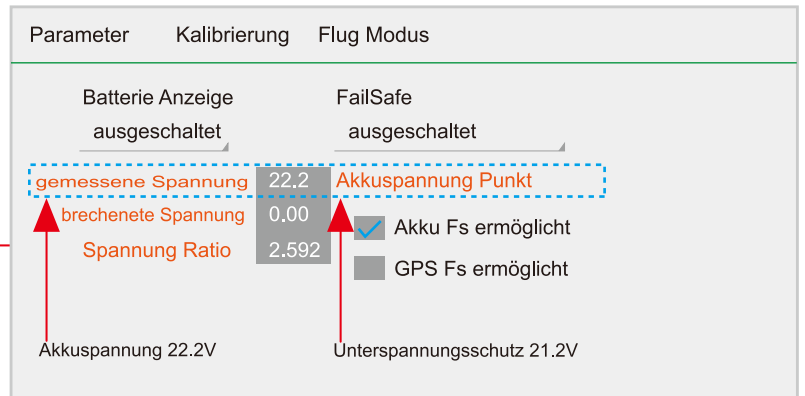 Parameter Kalibrierung Flug Modus
Batterie Anzeige FailSafe
ausgeschaltet ausgeschaltet
gemessene Spannung 22.2 Akkuspannung Punkt
brechenete Spannung 0.00 Akku Fs ermöglicht
Spannung Ratio 2.592 GPS Fs ermöglicht
Akkuspannung 22.2V Unterspannungsschutz 21.2V